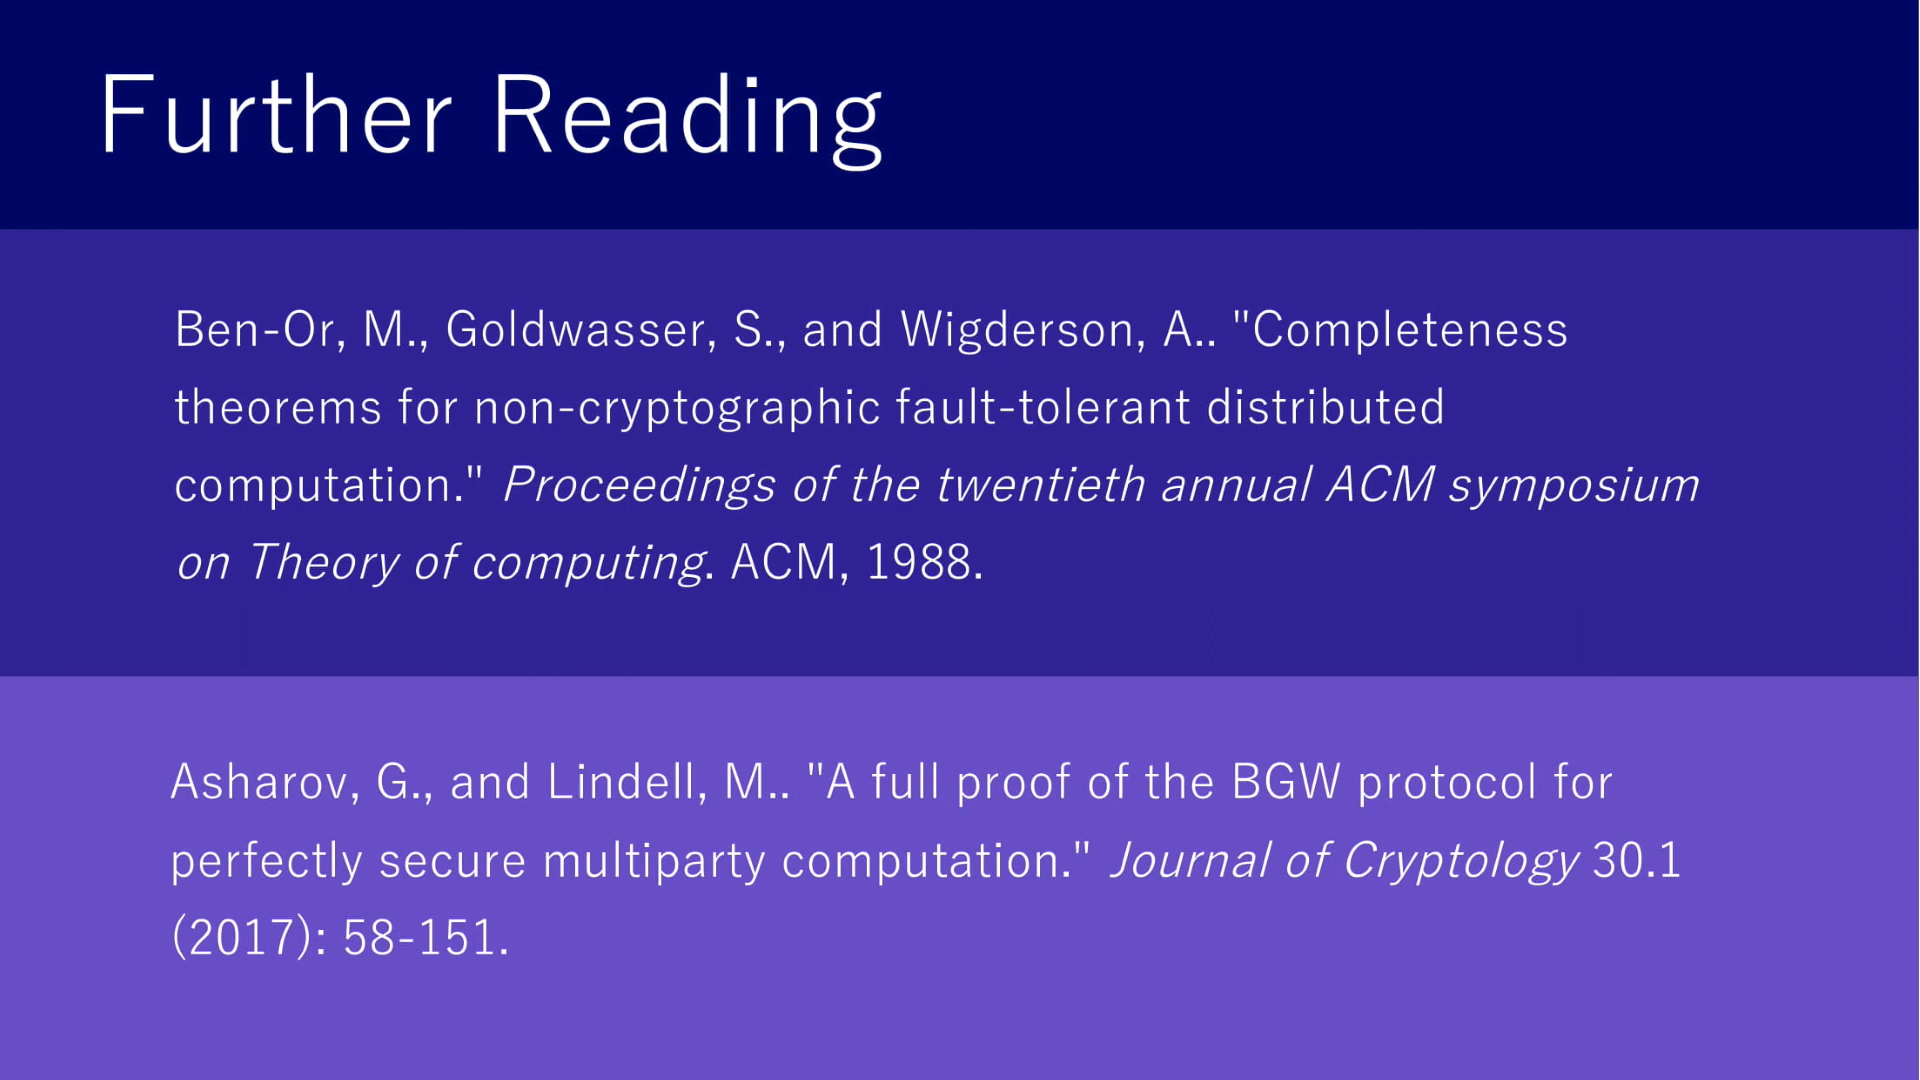 Further Reading
Ben-Or, M., Goldwasser, S., and Wigderson, A.. "Completeness
theorems for non-cryptographic fault-tolerant distributed
computation." Proceedings of the twentieth annual ACM symposium
on Theory of computing. ACM, 1988.
Asharov, G., and Lindell, M.. "A full proof of the BGW protocol for
perfectly secure multiparty computation." Journal of Cryptology 30.1
(2017): 58-151.